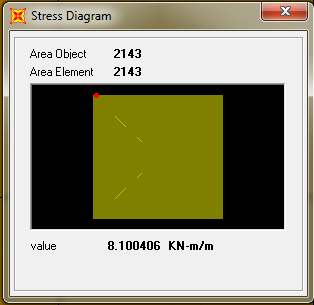 Stress Diagram
Area Object 2143
Area Element 2143
value 8.100406 KN-m/m